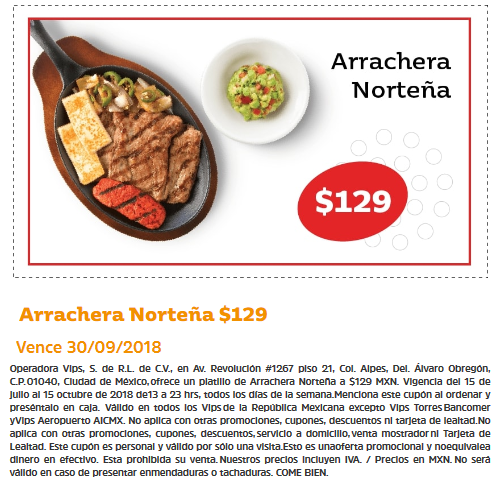 Arrachera
Norteña
$129
Arrachera Norteña $129
Vence 30/09/2018
Operadora Vips, S. de R.L. de C.V., en Av. Revolución #1267 piso 21, Col. Alpes, Del. Álvaro Obregón,
C.P.01040, Ciudad de México,ofrece un platillo de Arrachera Norteña a $129 MXN. Vigencia del 15 de
julio al 15 octubre de 2018 de13 a 23 hrs, todos los días de la semana.Menciona este cupón al ordenar y
preséntalo en caja. Válido en todos los Vips de la República Mexicana excepto Vips Torres Bancomer
yVips Aeropuerto AICMX. No aplica con otras promociones, cupones, descuentos ni tarjeta de lealtad.No
aplica con otras promociones, cupones, descuentos,servicio a domicilio,venta mostrador ni Tarjeta de
Lealtad. Este cupón es personal y válido por sólo una visita.Esto es unaoferta promocional y noequivalea
dinero en efectivo. Esta prohibida su venta. Nuestros precios incluyen IVA. / Precios en MXN. No será
válido en caso de presentar enmendaduras o tachaduras. COME BIEN.